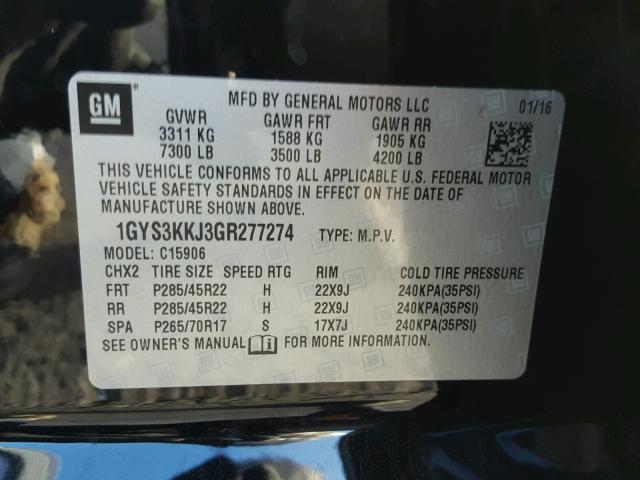 GM
MFD BY GENERAL MOTORS LLC 01/16
GVWR GAWR FRT GAWR RR
3311 KG 1588 KG 1905 KG
7300 LB 3500 LB 4200 LB
THIS VEHICLE CONFORMS TO ALL APPLICABLE U.S. FEDERAL MOTOR
VEHICLE SAFETY STANDARDS IN EFFECT ON THE DATE OF
MANUFACTURE SHOWN ABOVE.
1GYS3KKJ3GR277274 TYPE: M.P.V.
MODEL: C15906
CHX2 TIRE SIZE SPEED RTG RIM COLD TIRE PRESSURE
FRT P285/45R22 H 22X9J 240KPA(35PSI)
RR P285/45R22 H 22X9J 240KPA(35PSI)
SPA P265/70R17 S 17X7J 240KPA(35PSI)
SEE OWNER'S MANUAL FOR MORE INFORMATION.